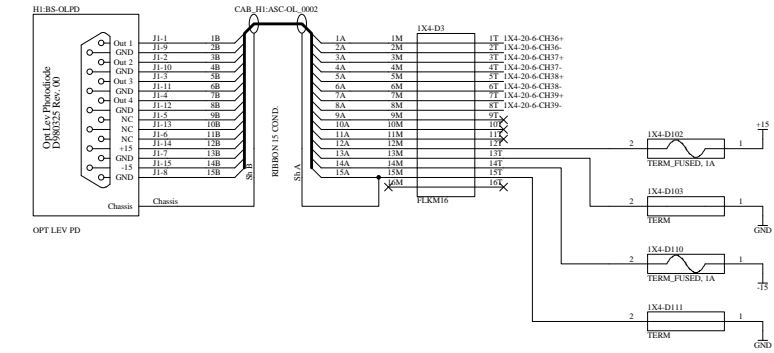 H1:BS-OLPD
CAB_H1:ASC-OL_0002
Opt Lev Photodiode
D980325 Rev. 00
Out 1 J1-1 1B 1A 1M 1T 1X4-20-6-CH36+
GND J1-9 2B 2A 2M 2T 1X4-20-6-CH36-
Out 2 J1-2 3B 3A 3M 3T 1X4-20-6-CH37+
GND J1-10 4B 4A 4M 4T 1X4-20-6-CH37-
Out 3 J1-3 5B 5A 5M 5T 1X4-20-6-CH38+
GND J1-11 6B 6A 6M 6T 1X4-20-6-CH38-
Out 4 J1-4 7B 7A 7M 7T 1X4-20-6-CH39+
GND J1-12 8B 8A 8M 8T 1X4-20-6-CH39-
NC J1-5 9B 9A 9M 9T
NC J1-13 10B 10A 10M 10T
NC J1-6 11B 11A 11M 11T
+15 J1-14 12B 12A 12M 12T
GND J1-7 13B 13A 13M 13T
-15 J1-15 14B 14A 14M 14T
GND J1-8 15B 15A 15M 15T
16M 16T
Chassis Chassis
OPT LEV PD
Sh B
RIBBON 15 COND.
Sh A
1X4-D3
FLKM16
+15
1X4-D102
2 1
TERM_FUSED, 1A
1X4-D103
2 1
TERM
GND
1X4-D110
2 1
TERM_FUSED, 1A
-15
1X4-D111
2 1
TERM
GND